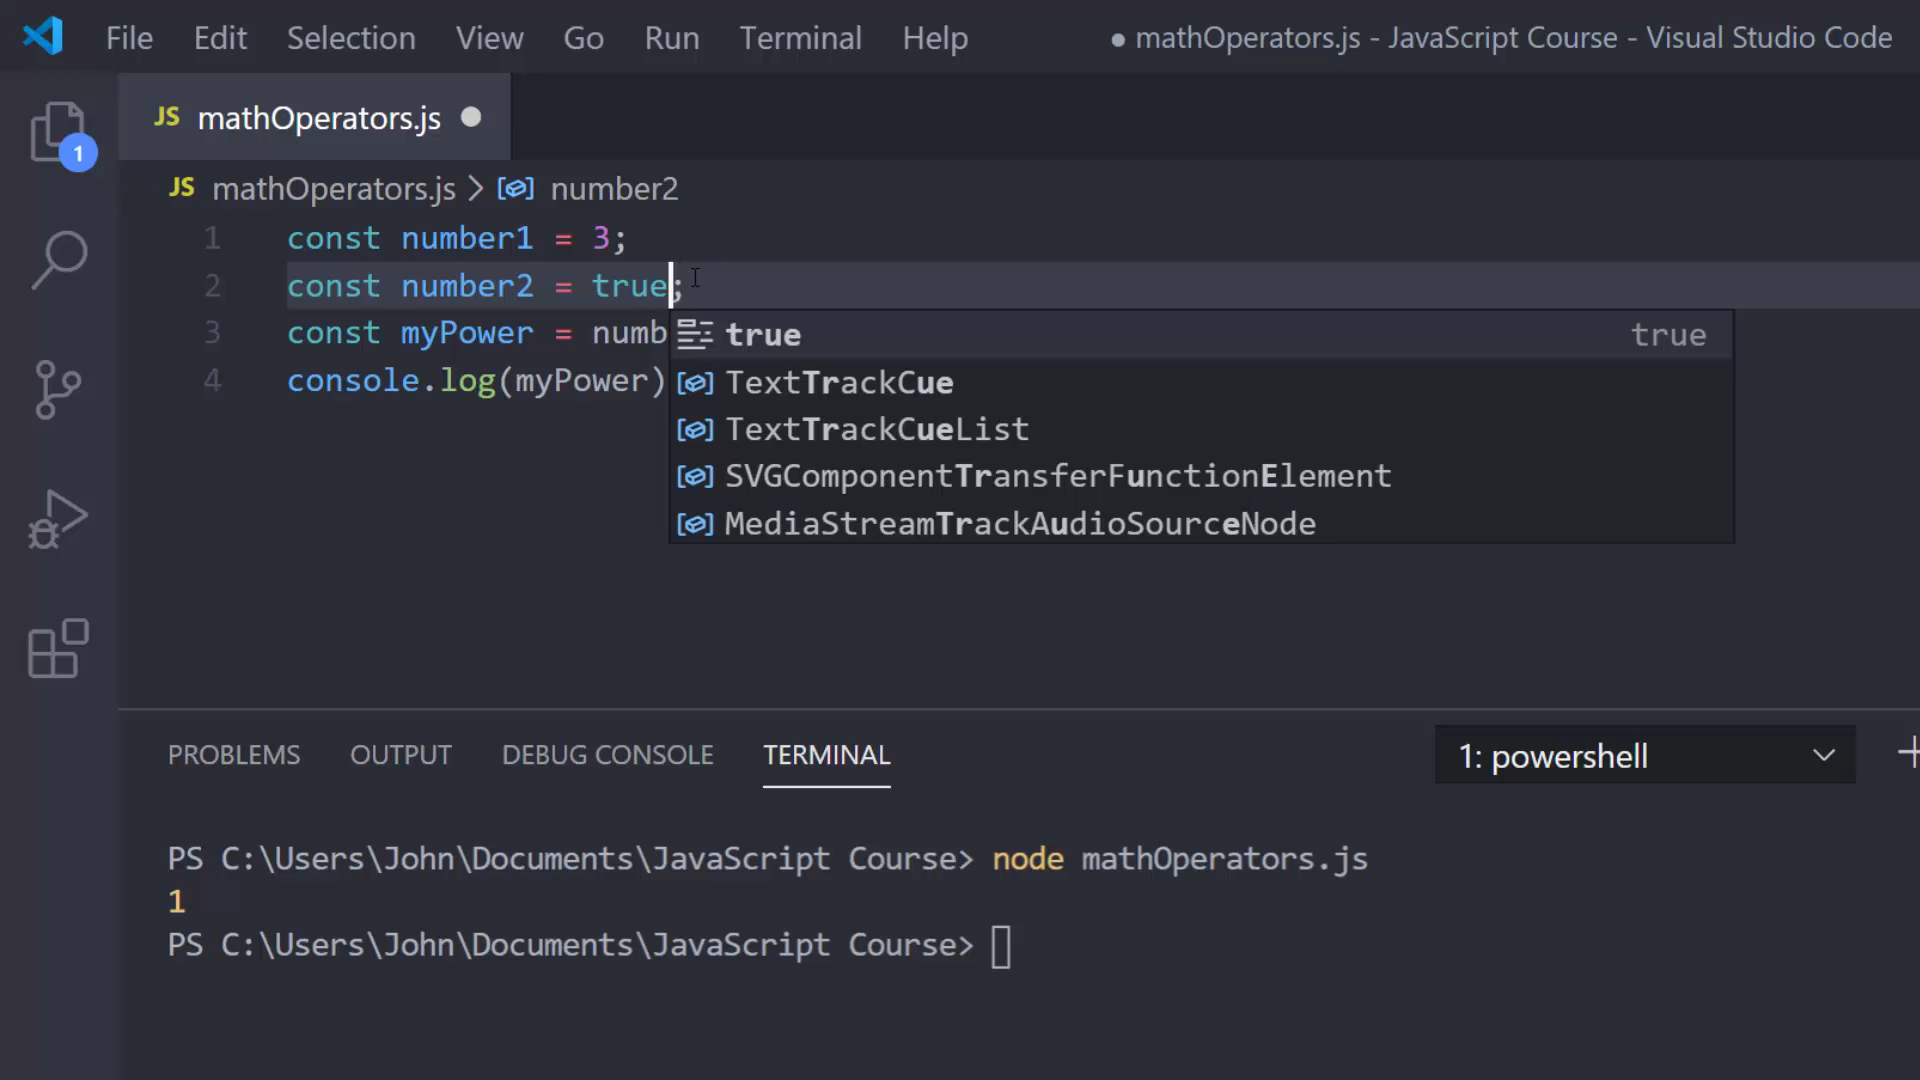 File Edit Selection View Go Run Terminal Help ● mathOperators.js - JavaScript Course - Visual Studio Code
JS mathOperators.js ●
1
JS mathOperators.js > number2
1 const number1 = 3;
2 const number2 = true;
3 const myPower = numb
4 console.log(myPower)
true true
TextTrackCue
TextTrackCueList
SVGComponentTransferFunctionElement
MediaStreamTrackAudioSourceNode
PROBLEMS OUTPUT DEBUG CONSOLE TERMINAL 1: powershell
PS C:\Users\John\Documents\JavaScript Course> node mathOperators.js
1
PS C:\Users\John\Documents\JavaScript Course>